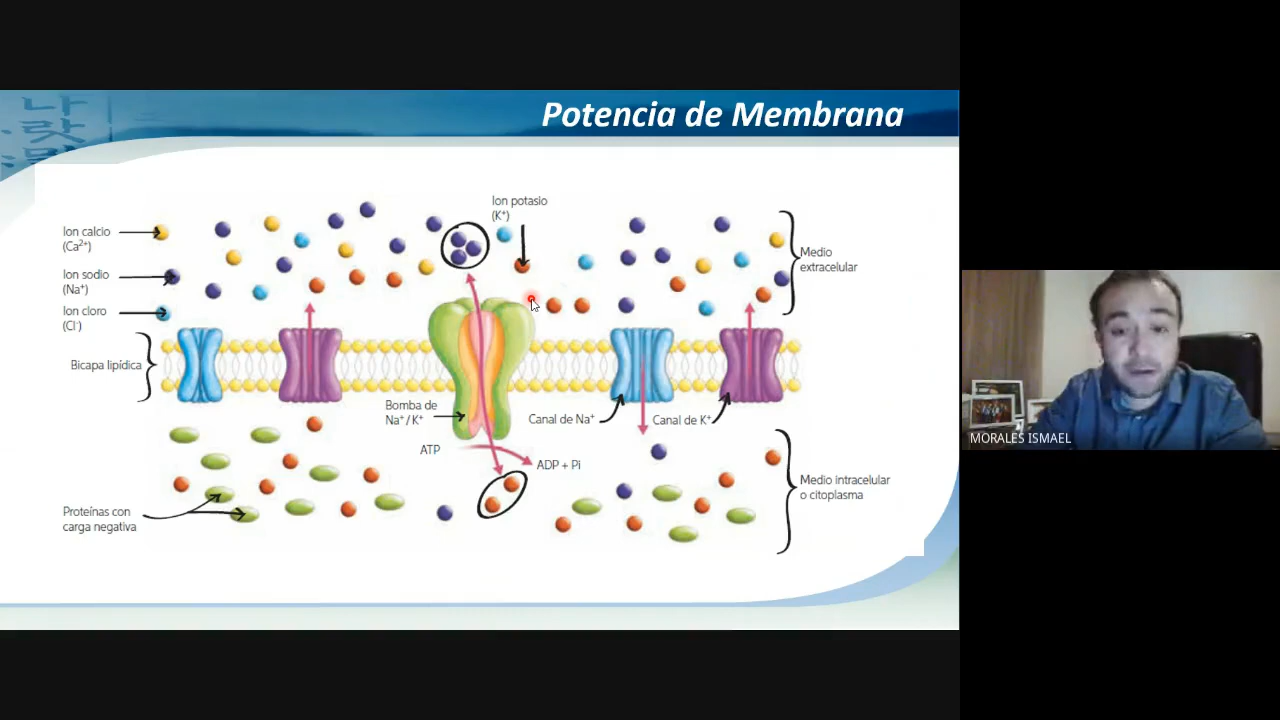 Potencia de Membrana
Ion potasio
(K⁺)
Ion calcio
(Ca²⁺)
Ion sodio
(Na⁺)
Ion cloro
(Cl⁻)
Bicapa lipídica
Medio
extracelular
Bomba de
Na⁺/ K⁺
Canal de Na⁺
Canal de K⁺
ATP
ADP + Pi
Medio intracelular
o citoplasma
Proteínas con
carga negativa
MORALES ISMAEL